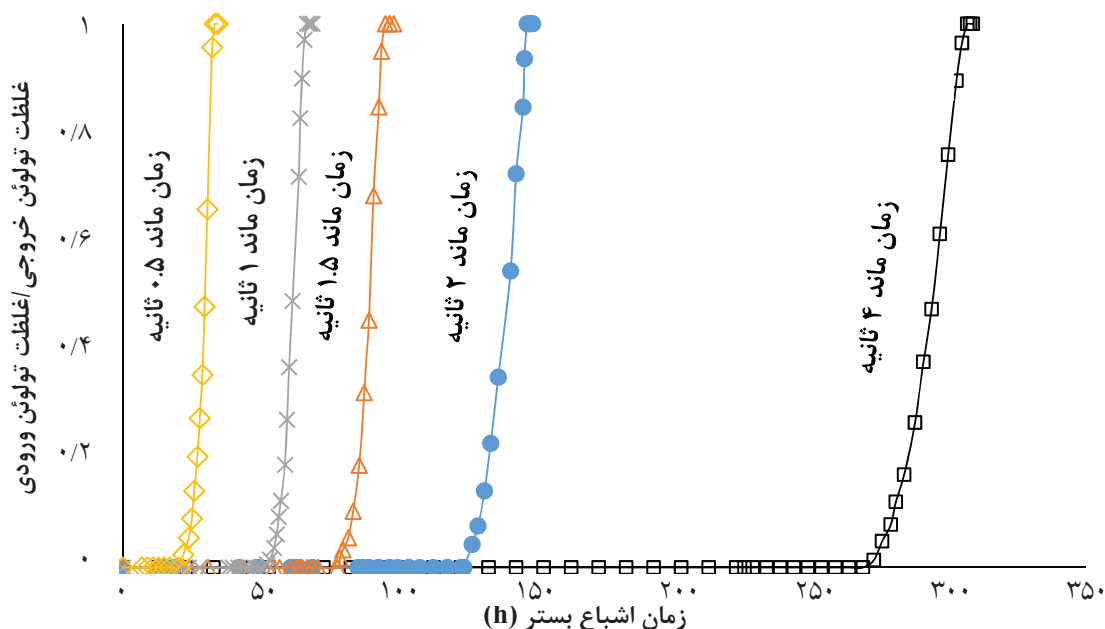 غلظت تولوئن خروجی/غلظت تولوئن ورودی
۱
۰/۸
۰/۶
۰/۴
۰/۲
۰
زمان ماند ۰.۵ ثانیه
زمان ماند ۱ ثانیه
زمان ماند ۱.۵ ثانیه
زمان ماند ۲ ثانیه
زمان ماند ۴ ثانیه
۰ ۵۰ ۱۰۰ ۱۵۰ ۲۰۰ ۲۵۰ ۳۰۰ ۳۵۰
زمان اشباع بستر (h)